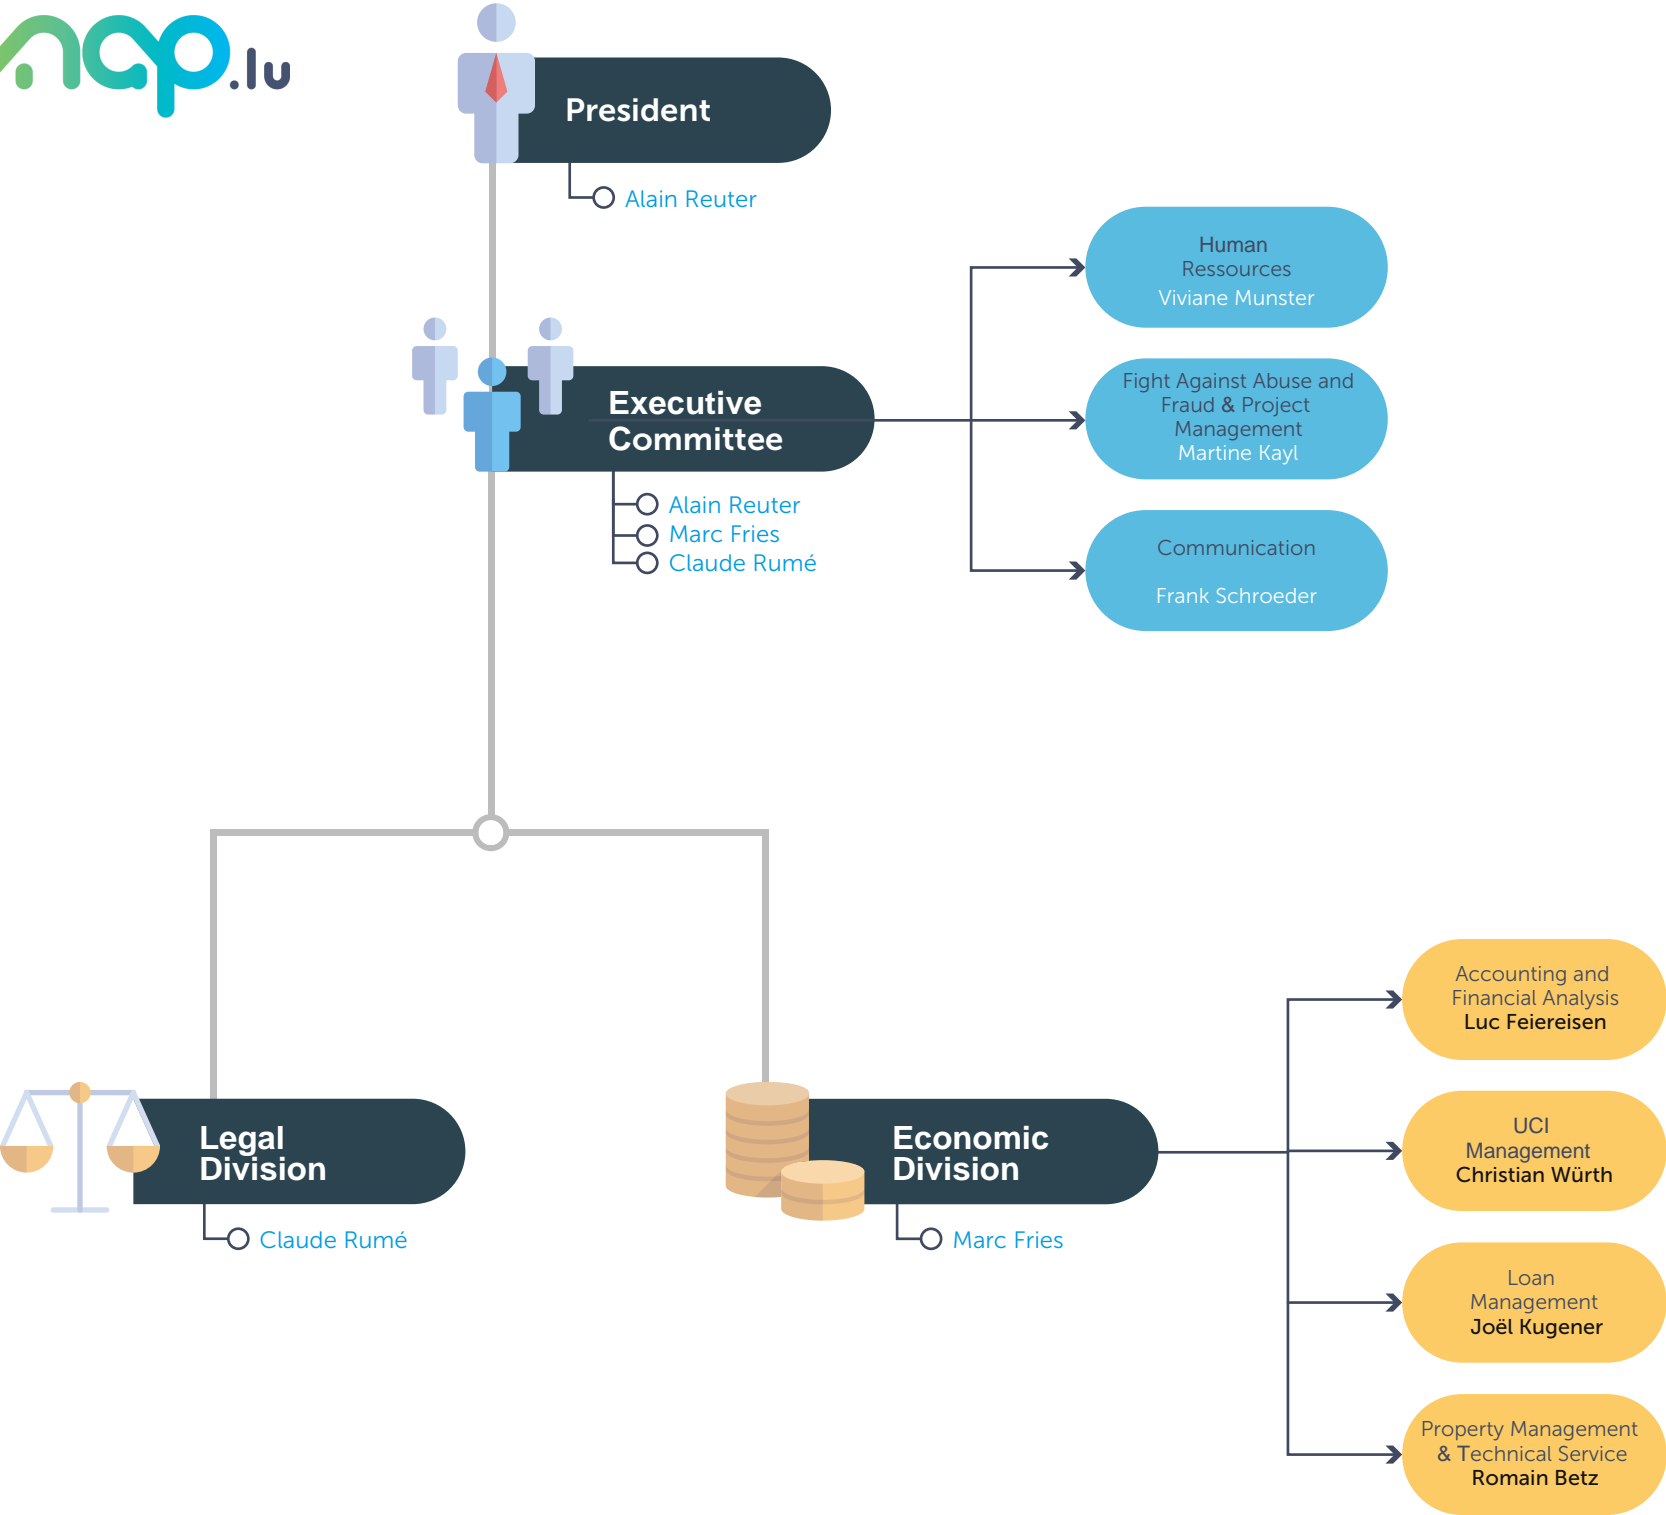 .lu
President
Alain Reuter
Human
Ressources
Viviane Munster
Fight Against Abuse and
Fraud & Project
Management
Martine Kayl
Executive
Committee
Alain Reuter
Marc Fries
Claude Rumé
Communication
Frank Schroeder
Accounting and
Financial Analysis
Luc Feiereisen
Legal
Division
Claude Rumé
Economic
Division
Marc Fries
UCI
Management
Christian Würth
Loan
Management
Joël Kugener
Property Management
& Technical Service
Romain Betz